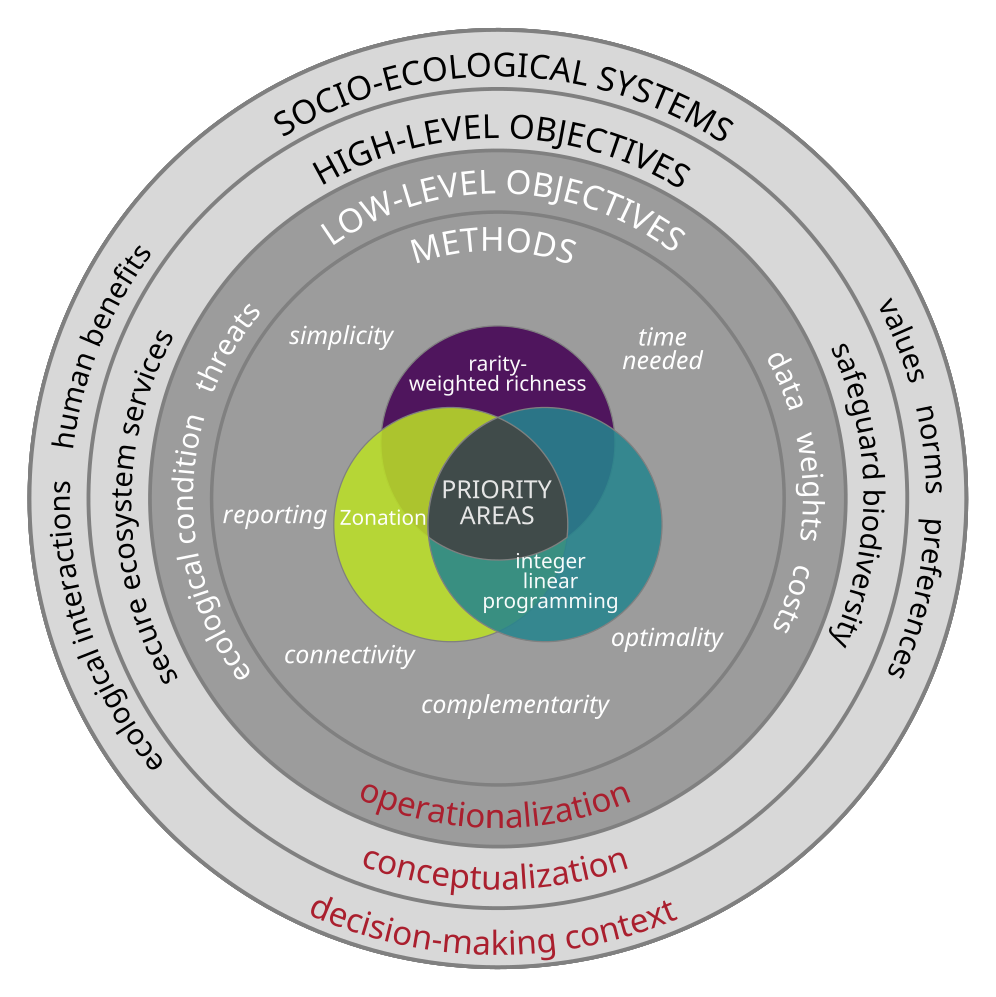 SOCIO-ECOLOGICAL SYSTEMS
HIGH-LEVEL OBJECTIVES
LOW-LEVEL OBJECTIVES
METHODS
human benefits
ecological interactions
secure ecosystem services
threats
ecological condition
values
norms
preferences
safeguard biodiversity
data
weights
costs
simplicity
time
needed
rarity-
weighted richness
reporting
Zonation
PRIORITY
AREAS
integer
linear
programming
optimality
connectivity
complementarity
operationalization
conceptualization
decision-making context